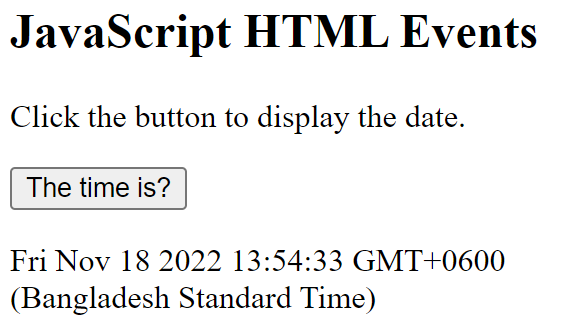 JavaScript HTML Events
Click the button to display the date.
The time is?
Fri Nov 18 2022 13:54:33 GMT+0600
(Bangladesh Standard Time)